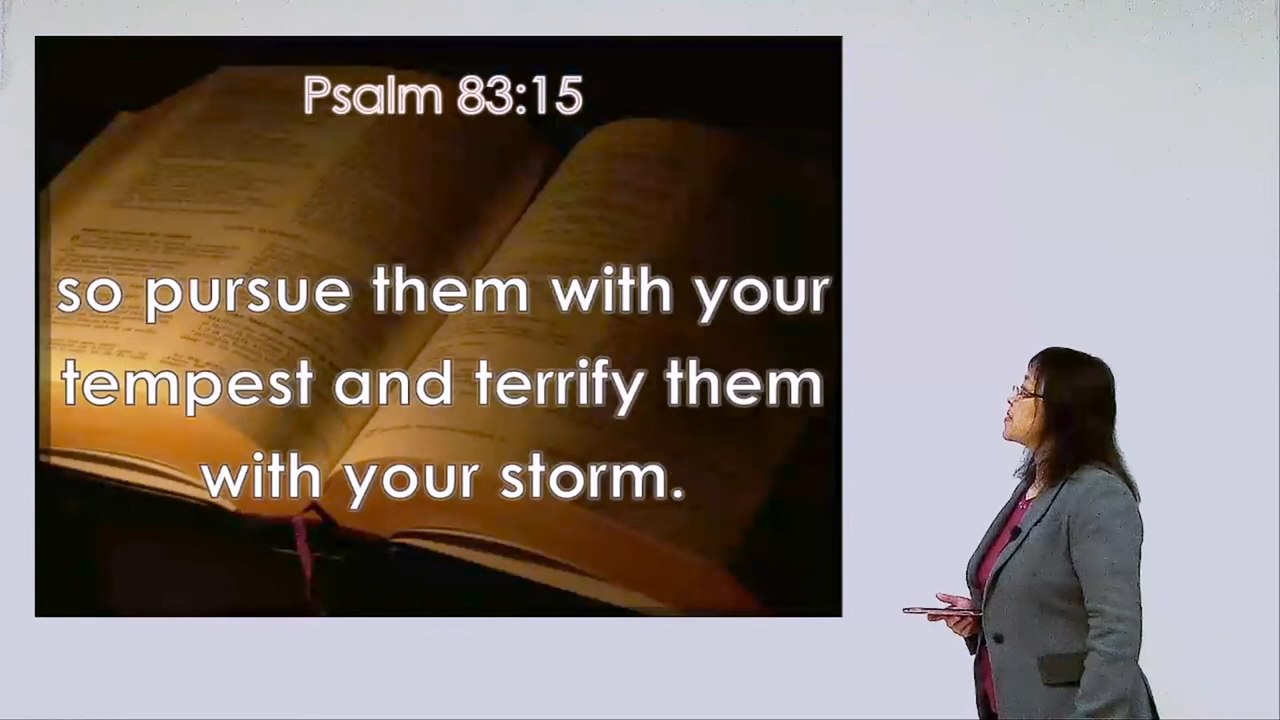 Psalm 83:15
so pursue them with your
tempest and terrify them
with your storm.